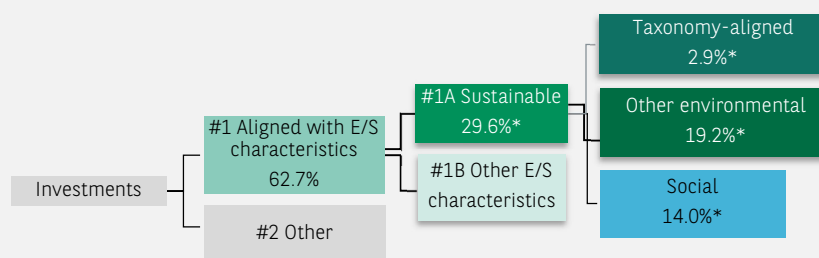 Investments
#1 Aligned with E/S
characteristics
62.7%
#2 Other
#1A Sustainable
29.6%*
#1B Other E/S
characteristics
Taxonomy-aligned
2.9%*
Other environmental
19.2%*
Social
14.0%*